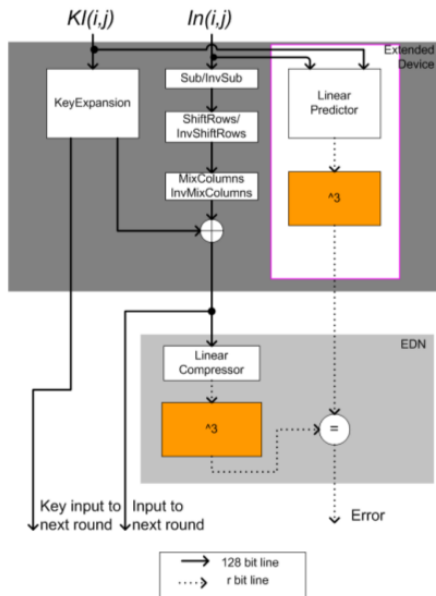 KI(i,j)
In(i,j)
Extended
Device
Sub/InvSub
KeyExpansion
Linear
Predictor
ShiftRows/
InvShiftRows
^3
MixColumns
InvMixColumns
EDN
Linear
Compressor
^3
=
Key input to
next round
Input to
next round
Error
128 bit line
r bit line